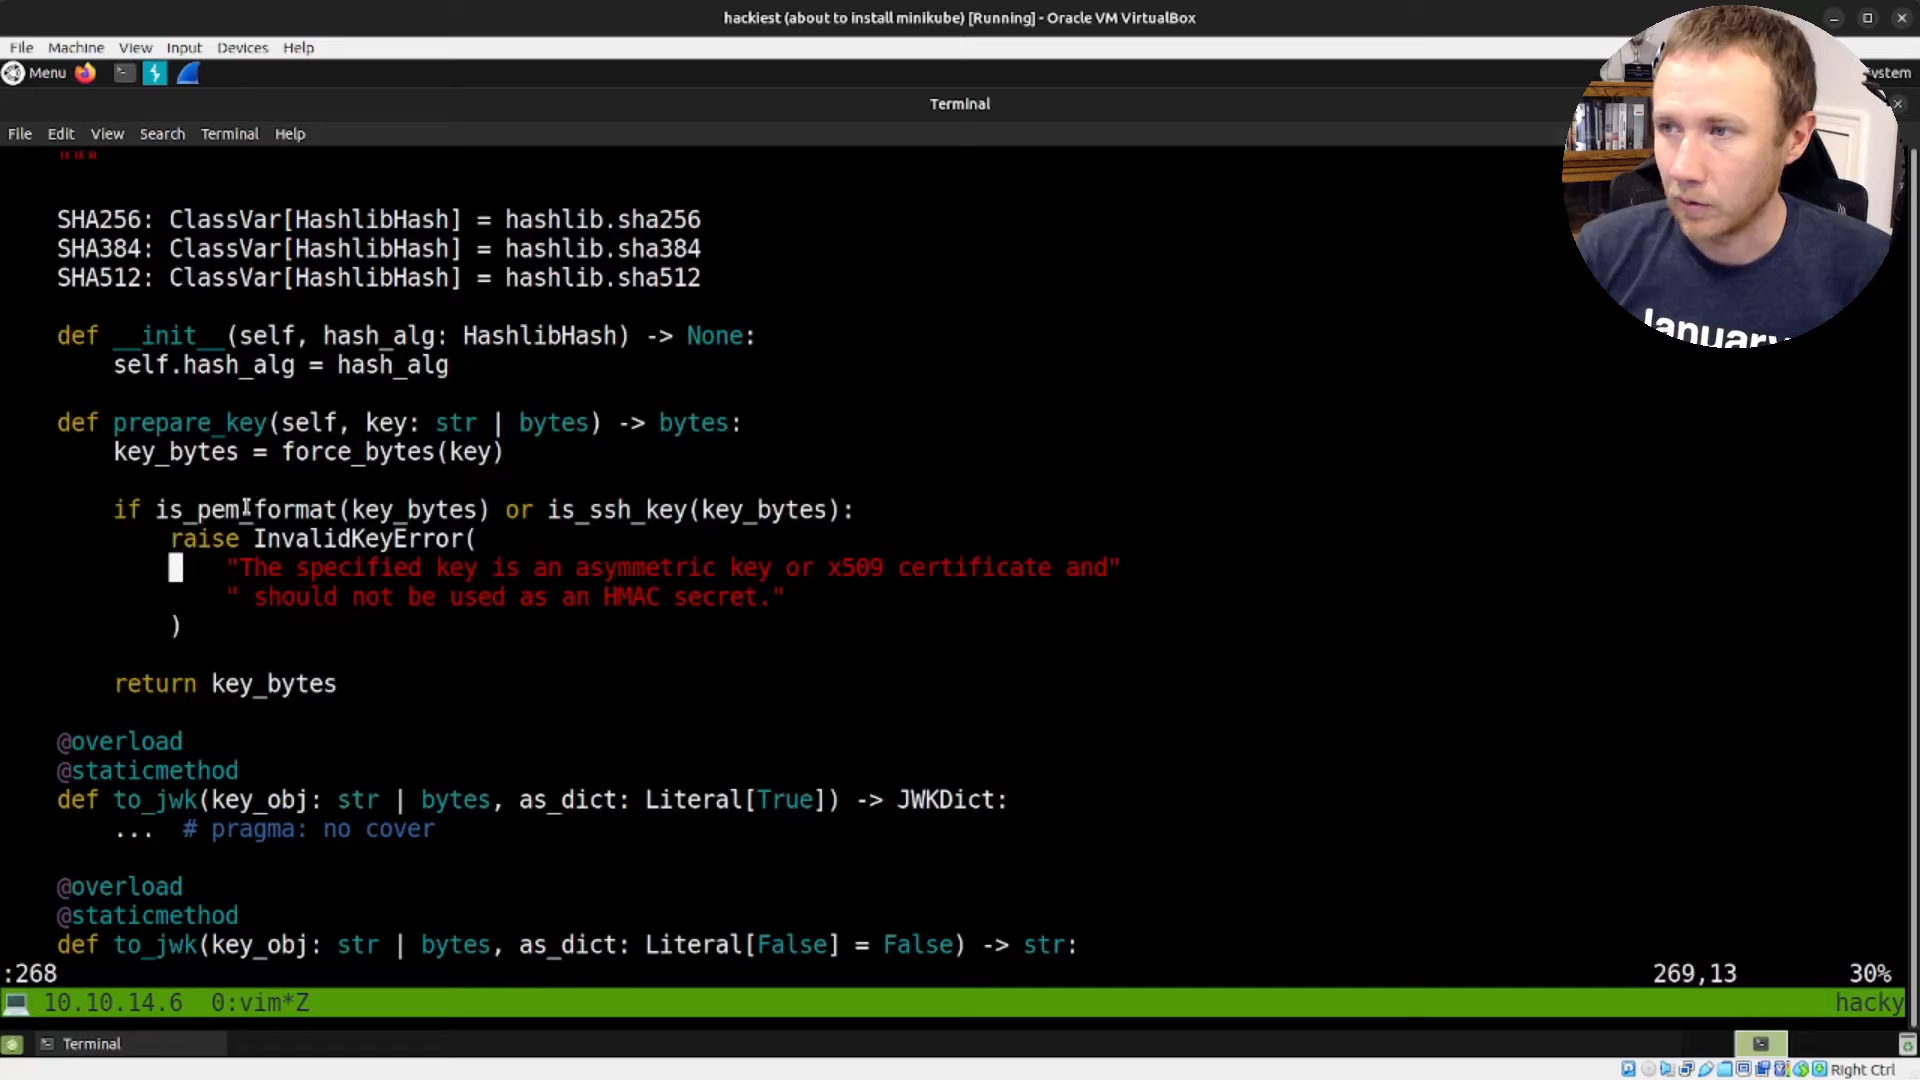 hackiest (about to install minikube) [Running] - Oracle VM VirtualBox
File Machine View Input Devices Help
Menu
Terminal
File Edit View Search Terminal Help
"""
SHA256: ClassVar[HashlibHash] = hashlib.sha256
SHA384: ClassVar[HashlibHash] = hashlib.sha384
SHA512: ClassVar[HashlibHash] = hashlib.sha512
def __init__(self, hash_alg: HashlibHash) -> None:
self.hash_alg = hash_alg
def prepare_key(self, key: str | bytes) -> bytes:
key_bytes = force_bytes(key)
if is_pem_format(key_bytes) or is_ssh_key(key_bytes):
raise InvalidKeyError(
"The specified key is an asymmetric key or x509 certificate and"
" should not be used as an HMAC secret."
)
return key_bytes
@overload
@staticmethod
def to_jwk(key_obj: str | bytes, as_dict: Literal[True]) -> JWKDict:
... # pragma: no cover
@overload
@staticmethod
def to_jwk(key_obj: str | bytes, as_dict: Literal[False] = False) -> str:
:268 269,13 30%
10.10.14.6 0:vim*Z hacky
Terminal
Right Ctrl
January